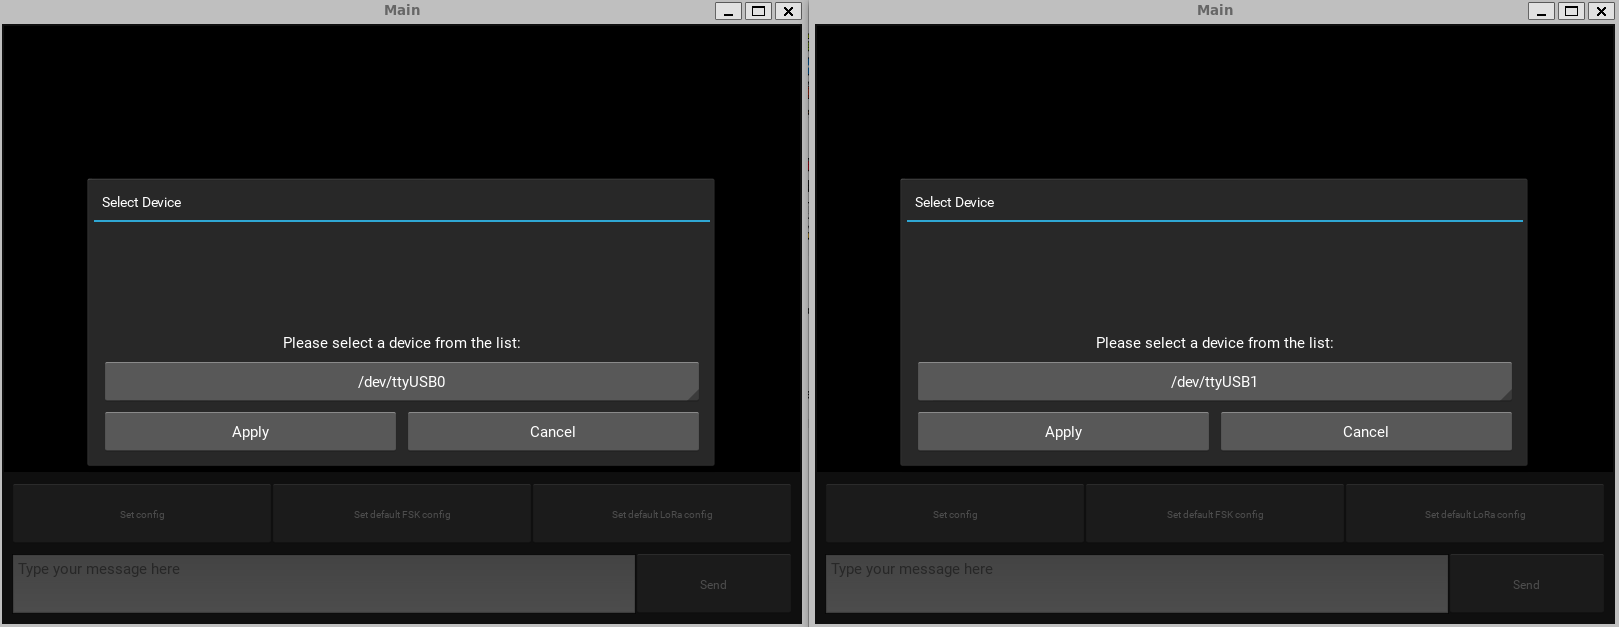 Main
Select Device
Please select a device from the list:
/dev/ttyUSB0
Apply Cancel
Set config Set default FSK config Set default LoRa config
Type your message here Send
Main
Select Device
Please select a device from the list:
/dev/ttyUSB1
Apply Cancel
Set config Set default FSK config Set default LoRa config
Type your message here Send